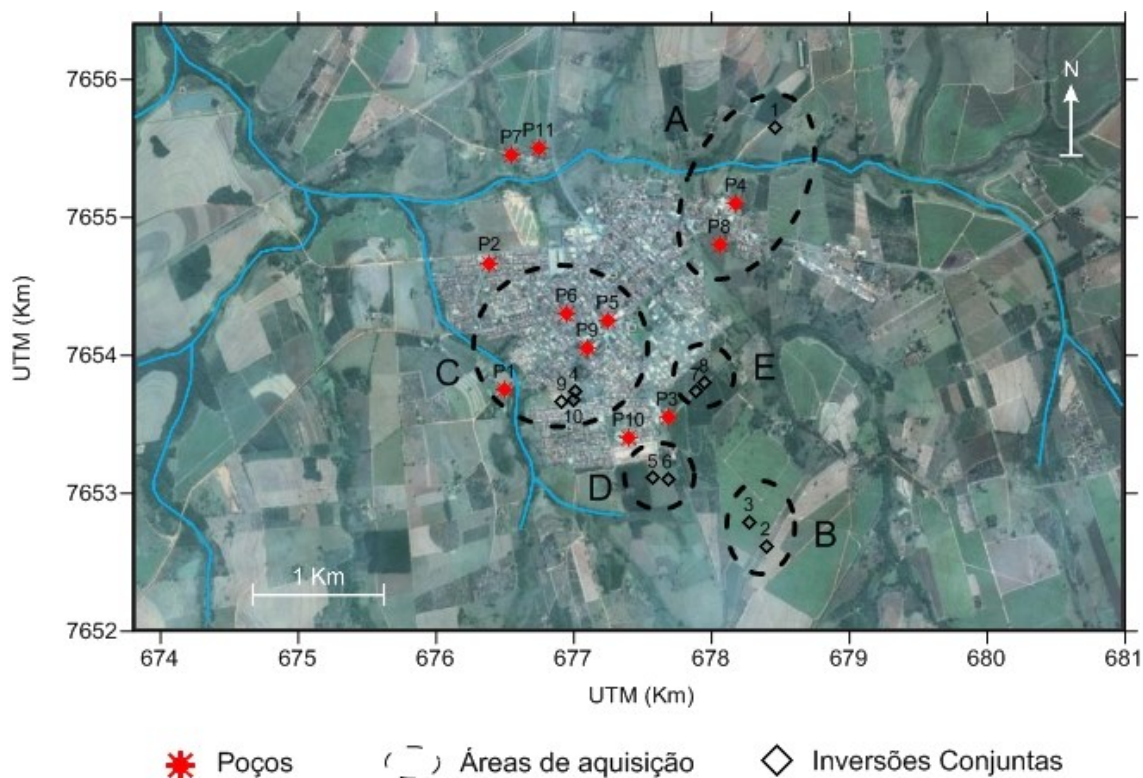 7656
7655
7654
7653
7652
UTM (Km)
N
A
1
P7 P11
P4
P8
P2
P6 P5
P9
C
P1
9 4
10
7 8
E
P3
P10
5 6
D
3
2
B
1 Km
674 675 676 677 678 679 680 681
UTM (Km)
Poços Áreas de aquisição Inversões Conjuntas